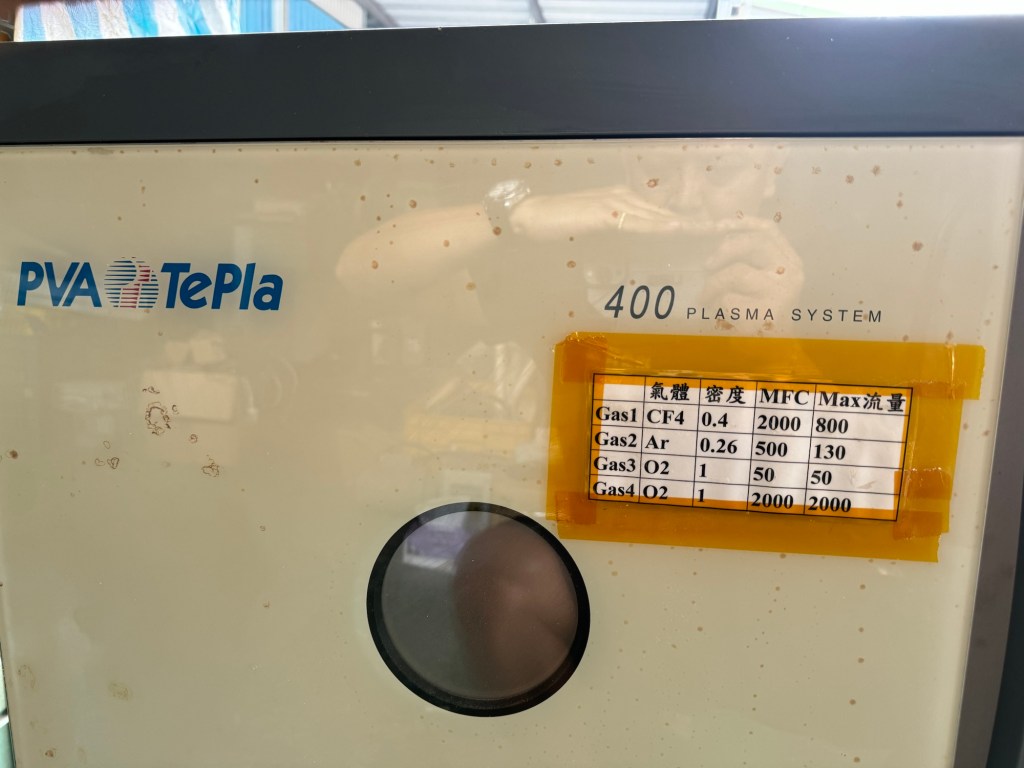 PVA TePla
400 PLASMA SYSTEM
氣體 密度 MFC Max流量
Gas1 CF4 0.4 2000 800
Gas2 Ar 0.26 500 130
Gas3 O2 1 50 50
Gas4 O2 1 2000 2000